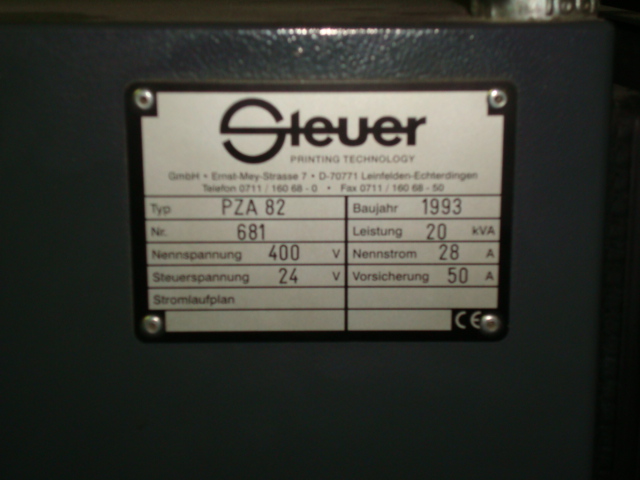 Steuer
PRINTING TECHNOLOGY
GmbH • Ernst-Mey-Strasse 7 • D-70771 Leinfelden-Echterdingen
Telefon 0711 / 160 68 - 0 • Fax 0711 / 160 68 - 50
Typ PZA 82 Baujahr 1993
Nr. 681 Leistung 20 kVA
Nennspannung 400 V Nennstrom 28 A
Steuerspannung 24 V Vorsicherung 50 A
Stromlaufplan
CE